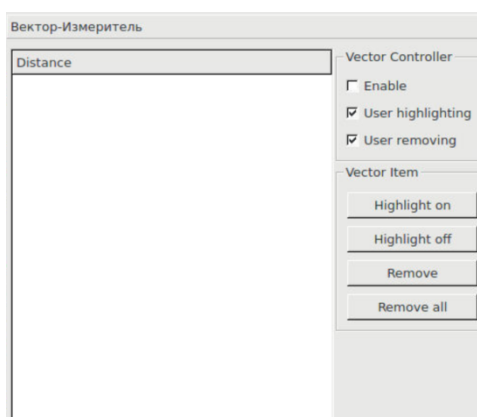 Вектор-Измеритель
Distance
Vector Controller
Enable
User highlighting
User removing
Vector Item
Highlight on
Highlight off
Remove
Remove all